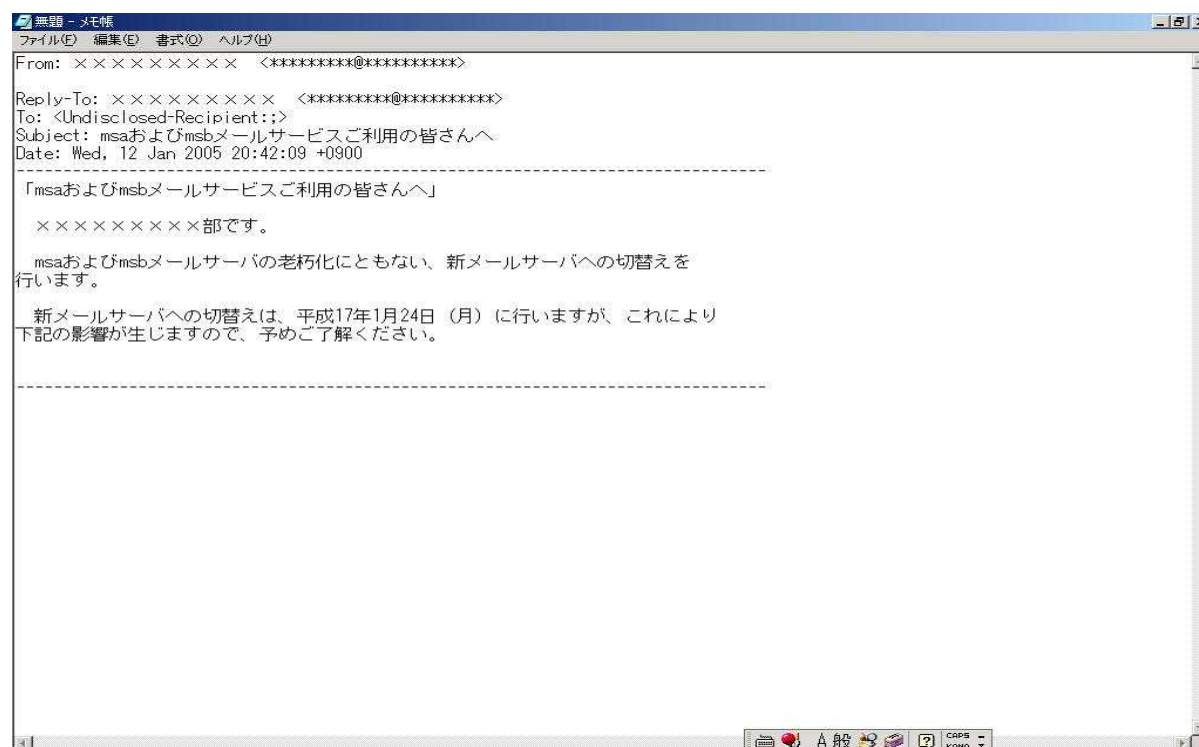 無題 - メモ帳
ファイル(F) 編集(E) 書式(O) ヘルプ(H)
From: ××××××××× <*********@**********>
Reply-To: ××××××××× <*********@**********>
To: <Undisclosed-Recipient:;>
Subject: msaおよびmsbメールサービスご利用の皆さんへ
Date: Wed, 12 Jan 2005 20:42:09 +0900
--------------------------------------------------------------------------------
「msaおよびmsbメールサービスご利用の皆さんへ」
×××××××××部です。
msaおよびmsbメールサーバの老朽化にともない、新メールサーバへの切替えを
行います。
新メールサーバへの切替えは、平成17年1月24日（月）に行いますが、これにより
下記の影響が生じますので、予めご了解ください。
--------------------------------------------------------------------------------
A 般 CAPS
KANA